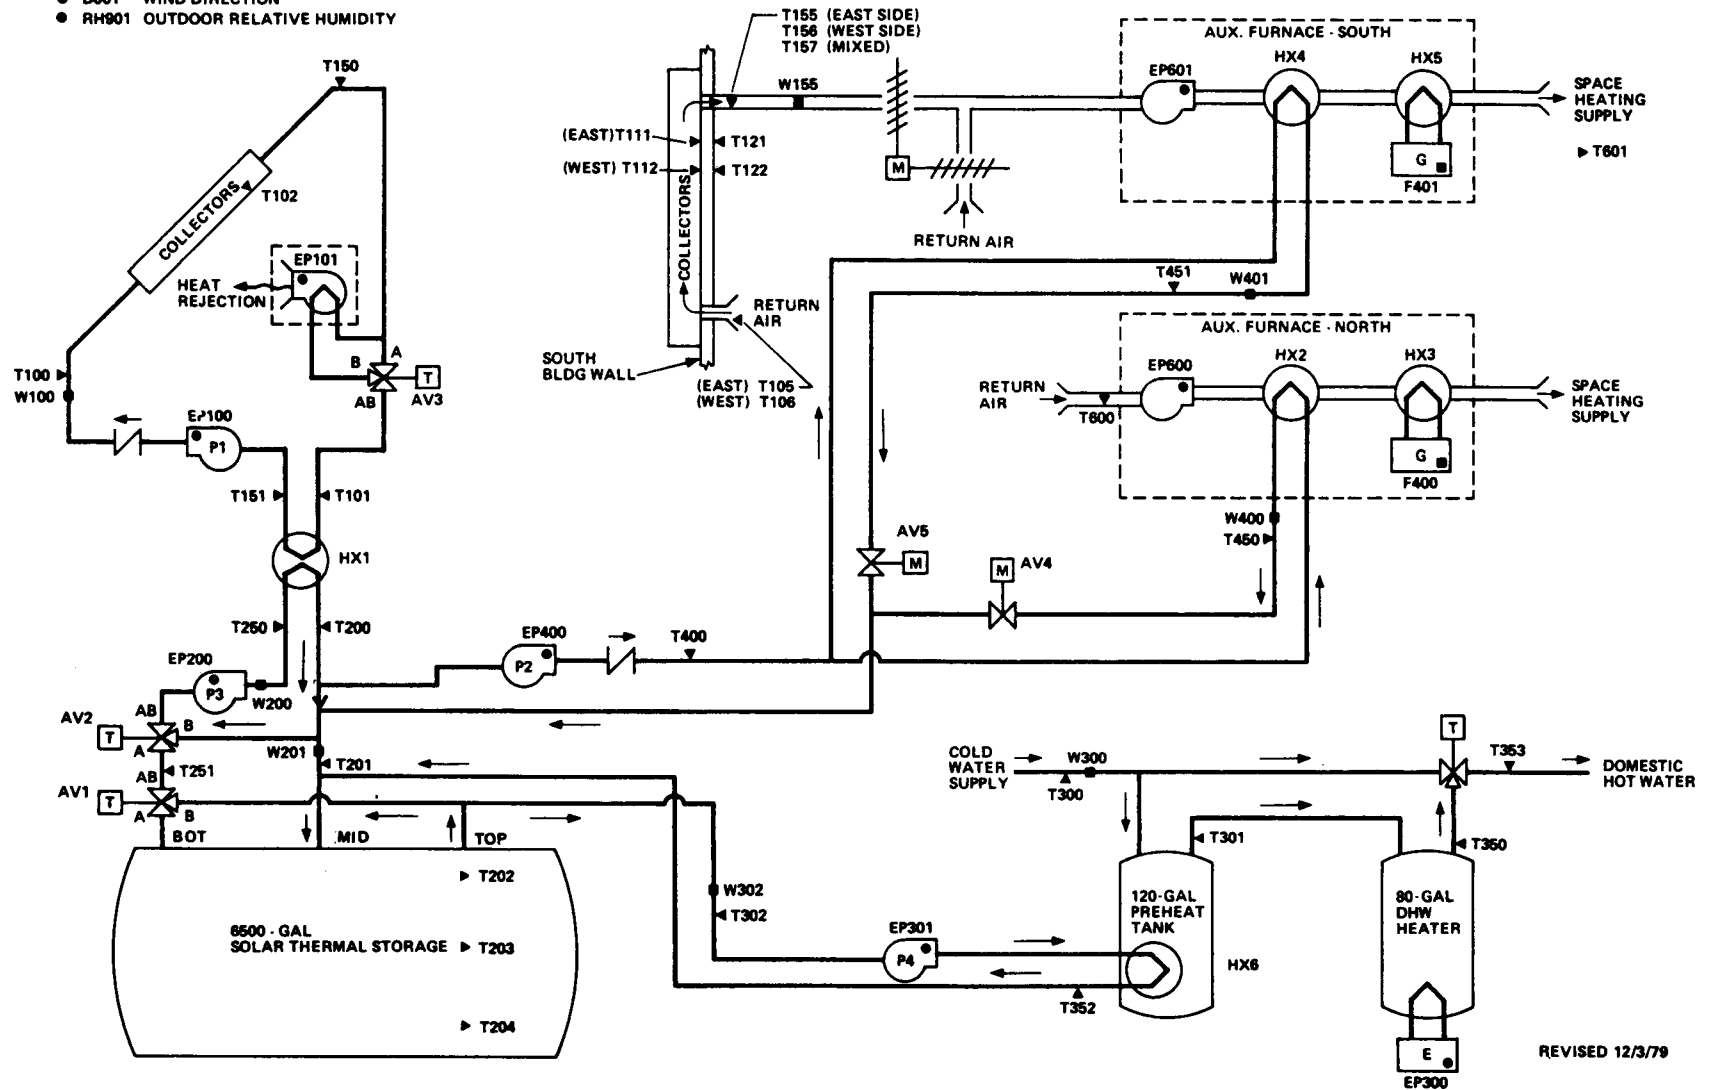 RH901 OUTDOOR RELATIVE HUMIDITY
T150
COLLECTORS
T102
EP101
HEAT
REJECTION
A
B
T
AB
AV3
T100
W100
EP100
P1
T151
T101
HX1
T250
T200
EP200
P3
W200
AB
AV2
T
B
A
W201
T201
T251
AB
AV1
T
A
B
BOT
MID
TOP
T202
6500 - GAL
SOLAR THERMAL STORAGE
T203
T204
T155 (EAST SIDE)
T156 (WEST SIDE)
T157 (MIXED)
W155
(EAST) T111
T121
(WEST) T112
T122
COLLECTORS
M
RETURN AIR
RETURN
AIR
SOUTH
BLDG WALL
(EAST) T105
(WEST) T106
AUX. FURNACE - SOUTH
EP601
HX4
HX5
G
F401
SPACE
HEATING
SUPPLY
T601
T451
W401
AUX. FURNACE - NORTH
RETURN
AIR
T600
EP600
HX2
HX3
G
F400
SPACE
HEATING
SUPPLY
W400
T450
AV5
M
M
AV4
EP400
P2
T400
COLD
WATER
SUPPLY
W300
T300
T
T353
DOMESTIC
HOT WATER
T301
T350
120-GAL
PREHEAT
TANK
80-GAL
DHW
HEATER
W302
T302
EP301
P4
HX6
T352
E
EP300
REVISED 12/3/79